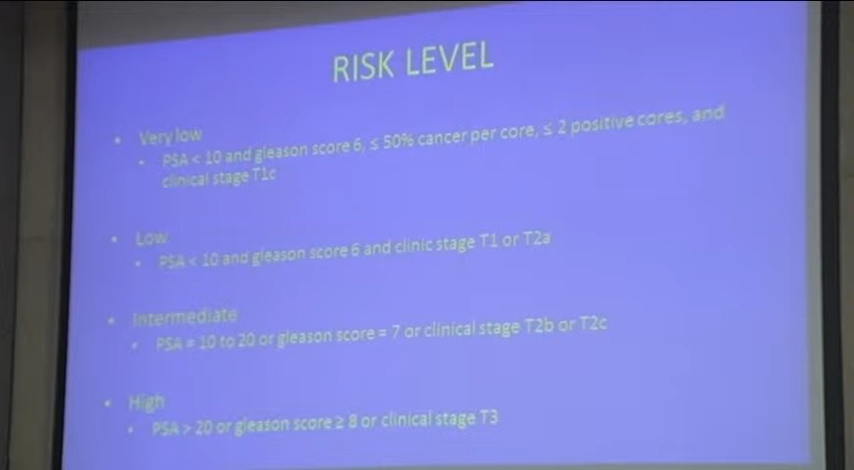 RISK LEVEL
• Very low
• PSA < 10 and gleason score 6, ≤ 50% cancer per core, ≤ 2 positive cores, and
clinical stage T1c
• Low
• PSA < 10 and gleason score 6 and clinic stage T1 or T2a
• Intermediate
• PSA = 10 to 20 or gleason score = 7 or clinical stage T2b or T2c
• High
• PSA > 20 or gleason score ≥ 8 or clinical stage T3